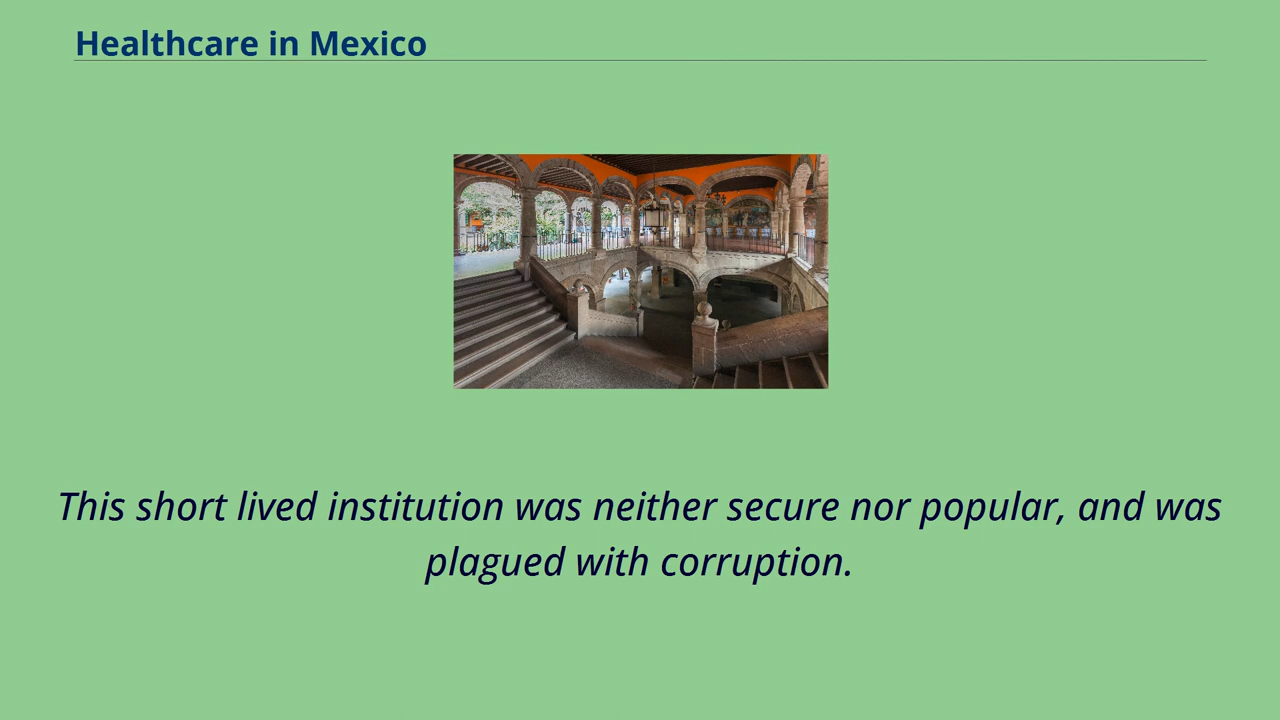 Healthcare in Mexico
This short lived institution was neither secure nor popular, and was
plagued with corruption.